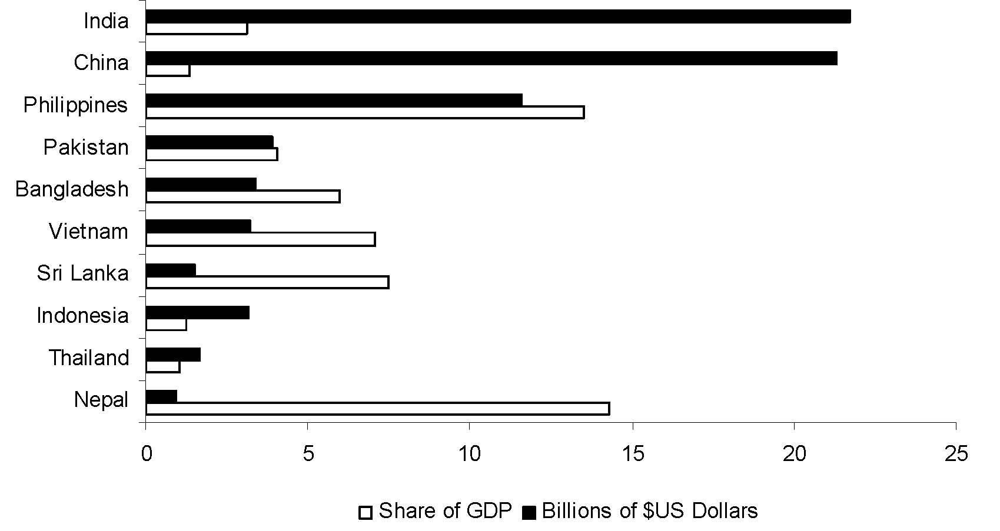 India
China
Philippines
Pakistan
Bangladesh
Vietnam
Sri Lanka
Indonesia
Thailand
Nepal
0 5 10 15 20 25
Share of GDP Billions of $US Dollars